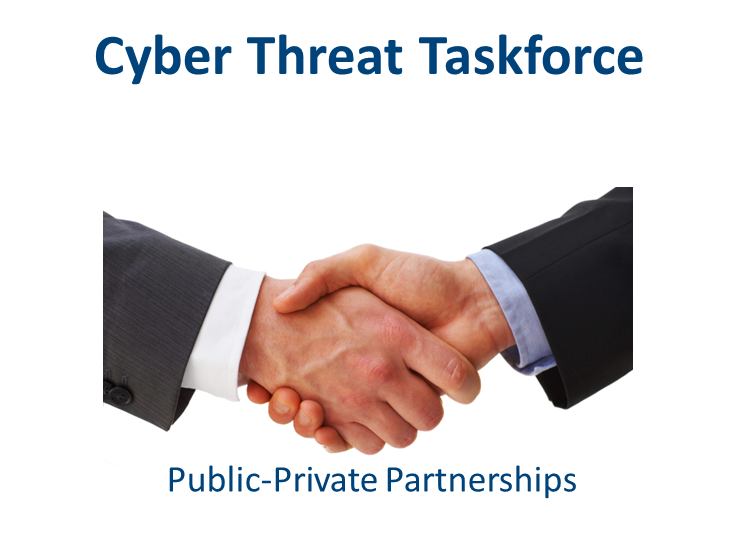 Cyber Threat Taskforce
Public-Private Partnerships